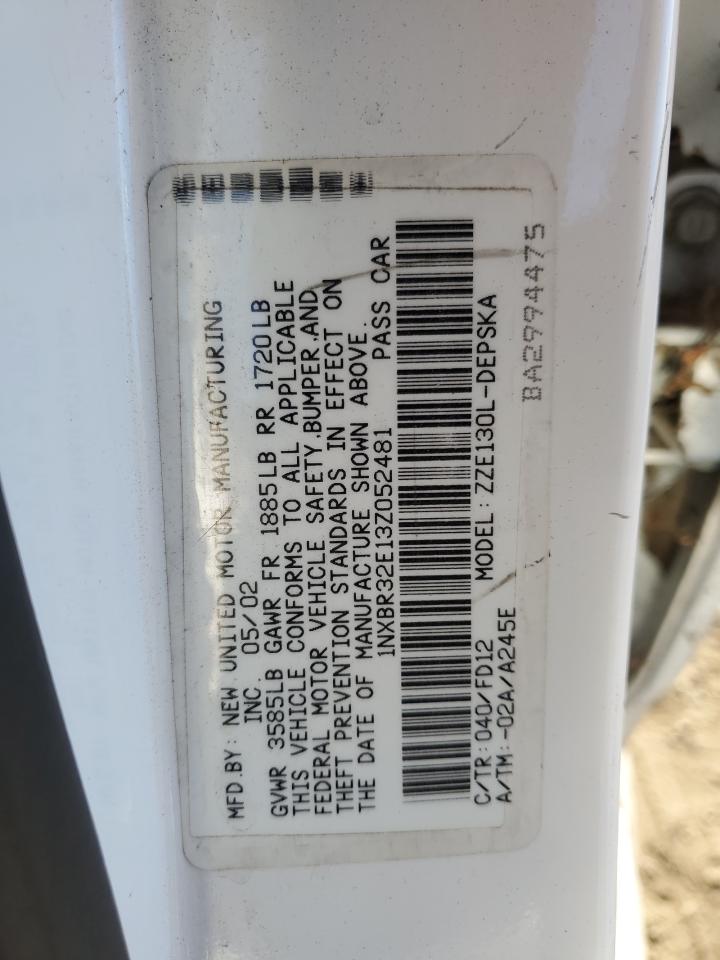 MFD.BY: NEW UNITED MOTOR MANUFACTURING
INC. 05/02
GVWR 3585LB GAWR FR 1885LB RR 1720LB
THIS VEHICLE CONFORMS TO ALL APPLICABLE
FEDERAL MOTOR VEHICLE SAFETY,BUMPER,AND
THEFT PREVENTION STANDARDS IN EFFECT ON
THE DATE OF MANUFACTURE SHOWN ABOVE.
1NXBR32E13Z052481 PASS CAR
C/TR:040/FD12 MODEL:ZZE130L-DEPSKA
A/TM:-02A/A245E
BA2994475